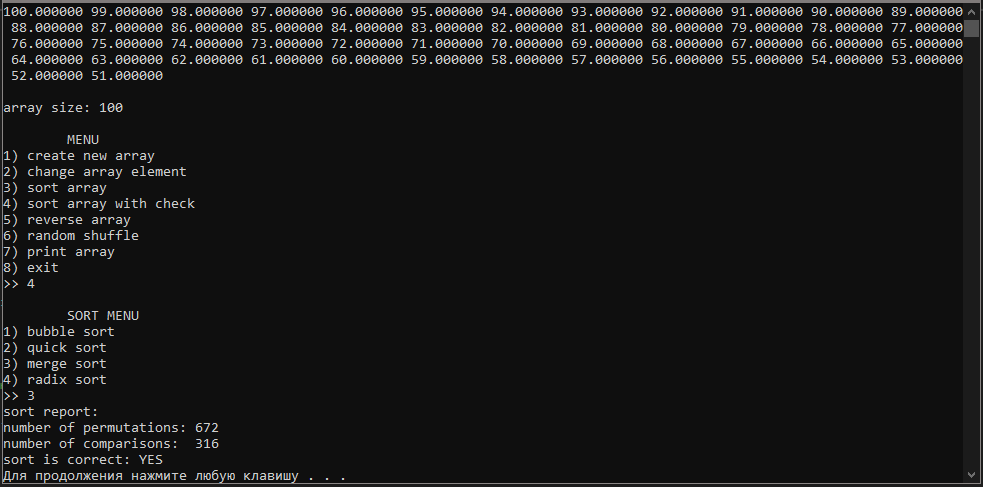 100.000000 99.000000 98.000000 97.000000 96.000000 95.000000 94.000000 93.000000 92.000000 91.000000 90.000000 89.000000
88.000000 87.000000 86.000000 85.000000 84.000000 83.000000 82.000000 81.000000 80.000000 79.000000 78.000000 77.000000
76.000000 75.000000 74.000000 73.000000 72.000000 71.000000 70.000000 69.000000 68.000000 67.000000 66.000000 65.000000
64.000000 63.000000 62.000000 61.000000 60.000000 59.000000 58.000000 57.000000 56.000000 55.000000 54.000000 53.000000
52.000000 51.000000
array size: 100
MENU
1) create new array
2) change array element
3) sort array
4) sort array with check
5) reverse array
6) random shuffle
7) print array
8) exit
>> 4
SORT MENU
1) bubble sort
2) quick sort
3) merge sort
4) radix sort
>> 3
sort report:
number of permutations: 672
number of comparisons:  316
sort is correct: YES
Для продолжения нажмите любую клавишу . . .